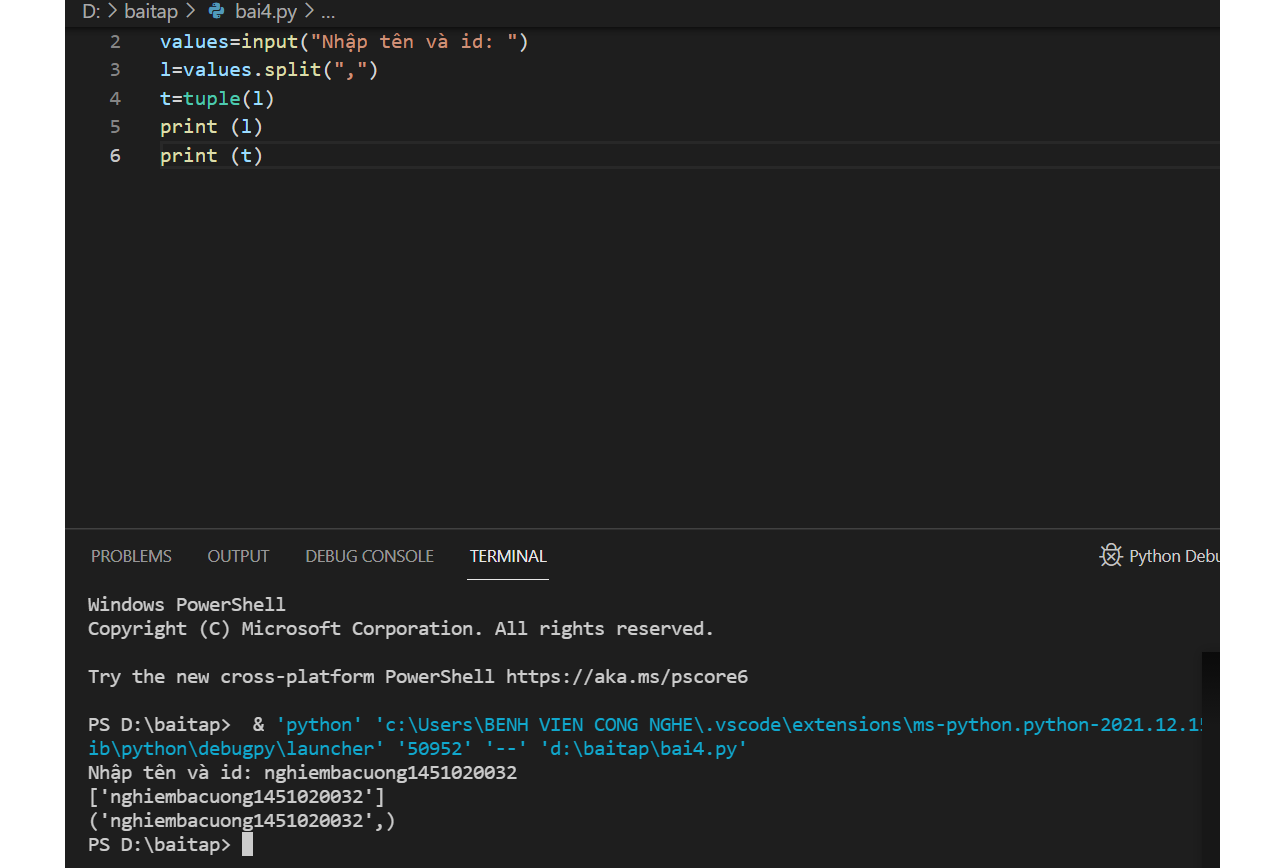 D: > baitap > bai4.py > ...
2 values=input("Nhập tên và id: ")
3 l=values.split(",")
4 t=tuple(l)
5 print (l)
6 print (t)
PROBLEMS OUTPUT DEBUG CONSOLE TERMINAL Python Debu
Windows PowerShell
Copyright (C) Microsoft Corporation. All rights reserved.
Try the new cross-platform PowerShell https://aka.ms/pscore6
PS D:\baitap>  & 'python' 'c:\Users\BENH VIEN CONG NGHE\.vscode\extensions\ms-python.python-2021.12.15
ib\python\debugpy\launcher' '50952' '--' 'd:\baitap\bai4.py'
Nhập tên và id: nghiembacuong1451020032
['nghiembacuong1451020032']
('nghiembacuong1451020032',)
PS D:\baitap>